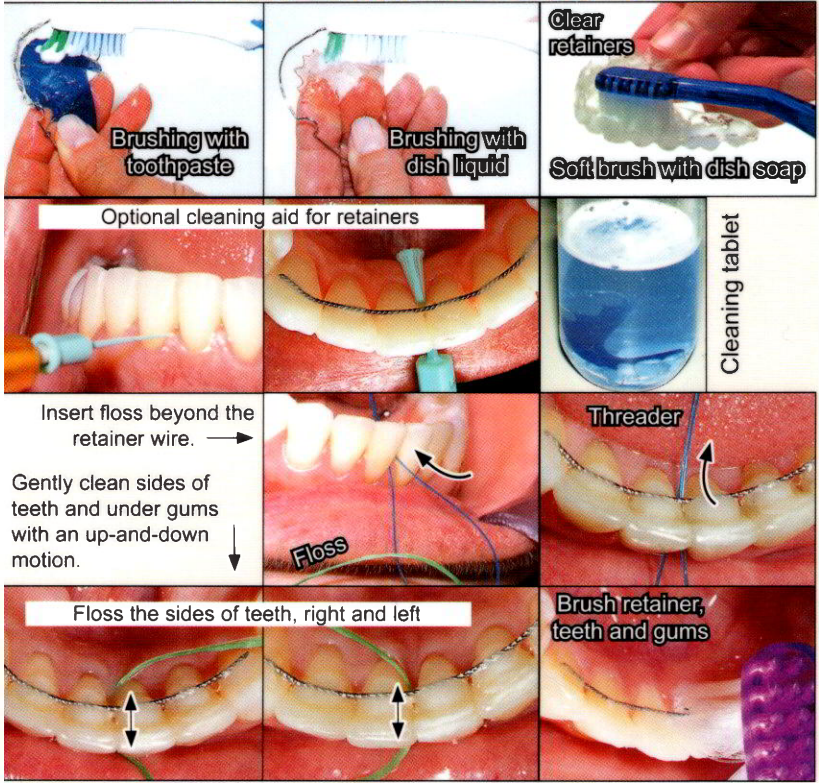 Brushing with
toothpaste
Brushing with
dish liquid
Clear
retainers
Soft brush with dish soap
Optional cleaning aid for retainers
Cleaning tablet
Insert floss beyond the
retainer wire.
Gently clean sides of
teeth and under gums
with an up-and-down
motion.
Floss
Threader
Floss the sides of teeth, right and left
Brush retainer,
teeth and gums